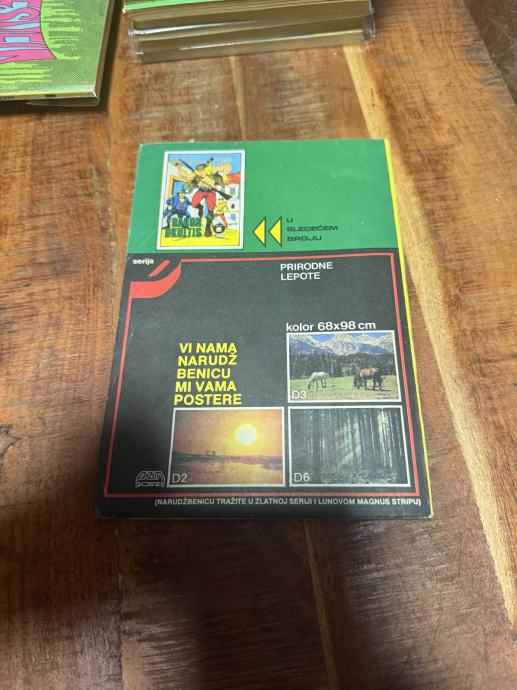 U
SLEDEĆEM
BROJU
serija
PRIRODNE
LEPOTE
kolor 68x98 cm
VI NAMA
NARUDŽ
BENICU
MI VAMA
POSTERE
D3
D2
D6
(NARUDŽBENICU TRAŽITE U ZLATNOJ SERIJI I LUNOVOM MAGNUS STRIPU)